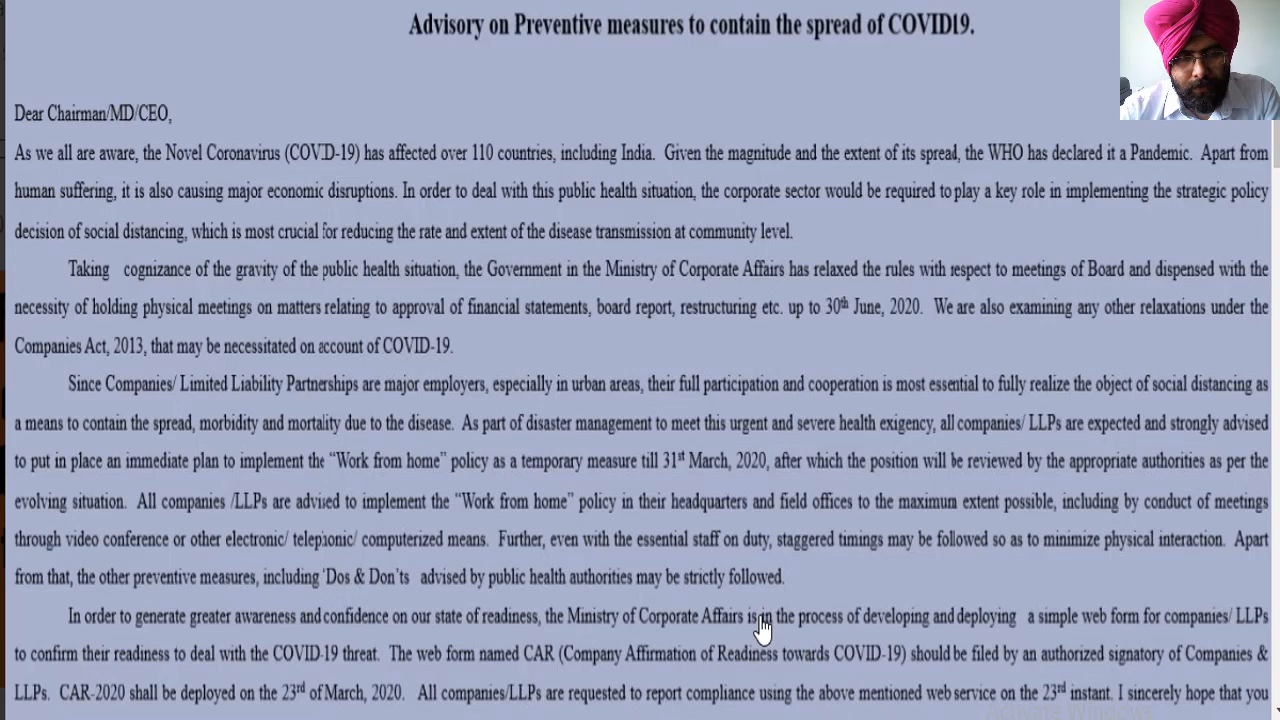 Advisory on Preventive measures to contain the spread of COVID19.
Dear Chairman/MD/CEO,
As we all are aware, the Novel Coronavirus (COVID-19) has affected over 110 countries, including India. Given the magnitude and the extent of its spread, the WHO has declared it a Pandemic. Apart from
human suffering, it is also causing major economic disruptions. In order to deal with this public health situation, the corporate sector would be required to play a key role in implementing the strategic policy
decision of social distancing, which is most crucial for reducing the rate and extent of the disease transmission at community level.
Taking cognizance of the gravity of the public health situation, the Government in the Ministry of Corporate Affairs has relaxed the rules with respect to meetings of Board and dispensed with the
necessity of holding physical meetings on matters relating to approval of financial statements, board report, restructuring etc. up to 30th June, 2020. We are also examining any other relaxations under the
Companies Act, 2013, that may be necessitated on account of COVID-19.
Since Companies/ Limited Liability Partnerships are major employers, especially in urban areas, their full participation and cooperation is most essential to fully realize the object of social distancing as
a means to contain the spread, morbidity and mortality due to the disease. As part of disaster management to meet this urgent and severe health exigency, all companies/ LLPs are expected and strongly advised
to put in place an immediate plan to implement the “Work from home” policy as a temporary measure till 31st March, 2020, after which the position will be reviewed by the appropriate authorities as per the
evolving situation. All companies /LLPs are advised to implement the “Work from home” policy in their headquarters and field offices to the maximum extent possible, including by conduct of meetings
through video conference or other electronic/ telephonic/ computerized means. Further, even with the essential staff on duty, staggered timings may be followed so as to minimize physical interaction. Apart
from that, the other preventive measures, including 'Dos & Don'ts advised by public health authorities may be strictly followed.
In order to generate greater awareness and confidence on our state of readiness, the Ministry of Corporate Affairs is in the process of developing and deploying a simple web form for companies/ LLPs
to confirm their readiness to deal with the COVID-19 threat. The web form named CAR (Company Affirmation of Readiness towards COVID-19) should be filed by an authorized signatory of Companies &
LLPs. CAR-2020 shall be deployed on the 23rd of March, 2020. All companies/LLPs are requested to report compliance using the above mentioned web service on the 23rd instant. I sincerely hope that you
Activate Windows